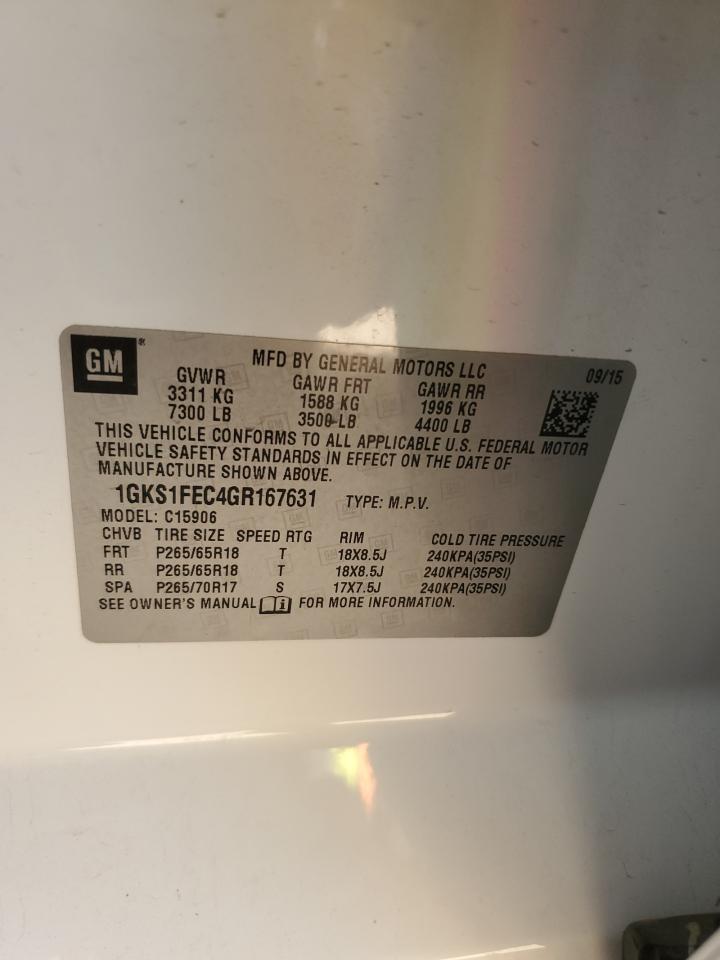 GM ®
MFD BY GENERAL MOTORS LLC 09/15
GVWR GAWR FRT GAWR RR
3311 KG 1588 KG 1996 KG
7300 LB 3500 LB 4400 LB
THIS VEHICLE CONFORMS TO ALL APPLICABLE U.S. FEDERAL MOTOR
VEHICLE SAFETY STANDARDS IN EFFECT ON THE DATE OF
MANUFACTURE SHOWN ABOVE.
1GKS1FEC4GR167631 TYPE: M.P.V.
MODEL: C15906
CHVB TIRE SIZE SPEED RTG RIM COLD TIRE PRESSURE
FRT P265/65R18 T 18X8.5J 240KPA(35PSI)
RR P265/65R18 T 18X8.5J 240KPA(35PSI)
SPA P265/70R17 S 17X7.5J 240KPA(35PSI)
SEE OWNER'S MANUAL FOR MORE INFORMATION.